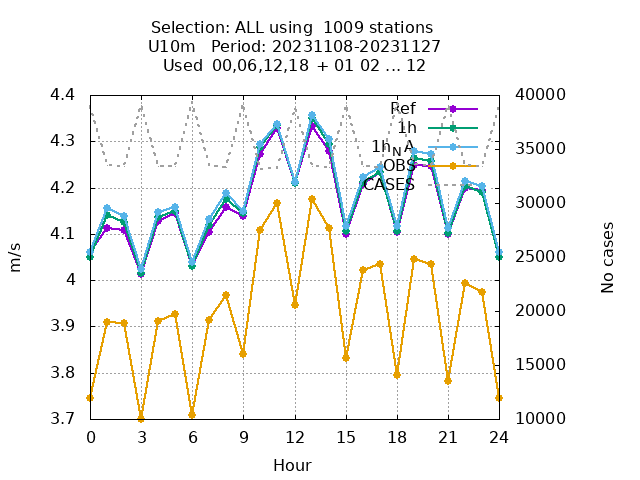 Selection: ALL using  1009 stations
U10m   Period: 20231108-20231127
Used  00,06,12,18 + 01 02 ... 12
4.4
4.3
4.2
4.1
4
3.9
3.8
3.7
m/s
40000
35000
30000
25000
20000
15000
10000
No cases
Ref
1h
1h_NA
OBS
CASES
0 3 6 9 12 15 18 21 24
Hour